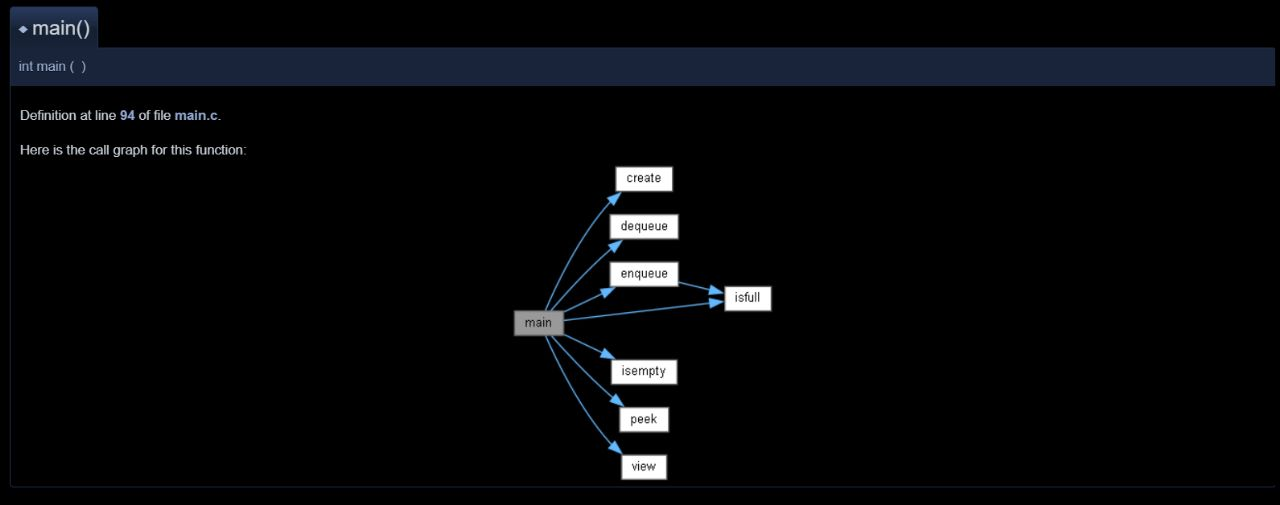 main()
int main ( )
Definition at line 94 of file main.c.
Here is the call graph for this function:
create
dequeue
enqueue
isfull
main
isempty
peek
view